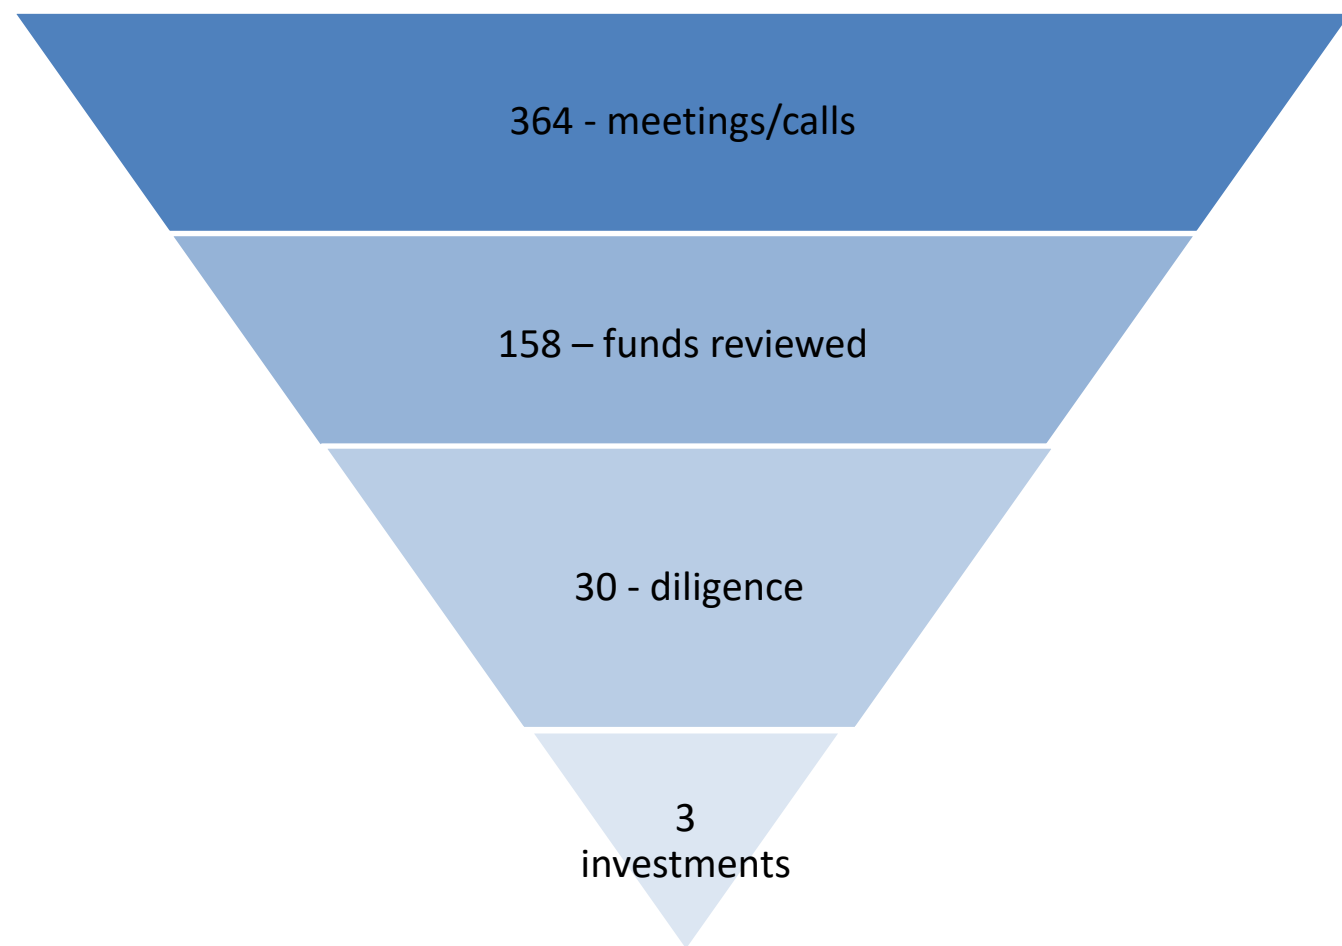 364 - meetings/calls
158 – funds reviewed
30 - diligence
3
investments